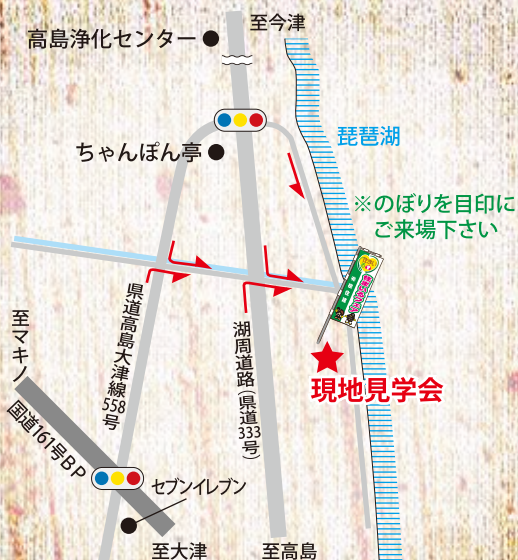 至今津
高島浄化センター
ちゃんぽん亭
琵琶湖
※のぼりを目印に
ご来場下さい
至マキノ
県道高島大津線558号
湖周道路（県道333号）
現地見学会
国道161号BP
セブンイレブン
至大津
至高島